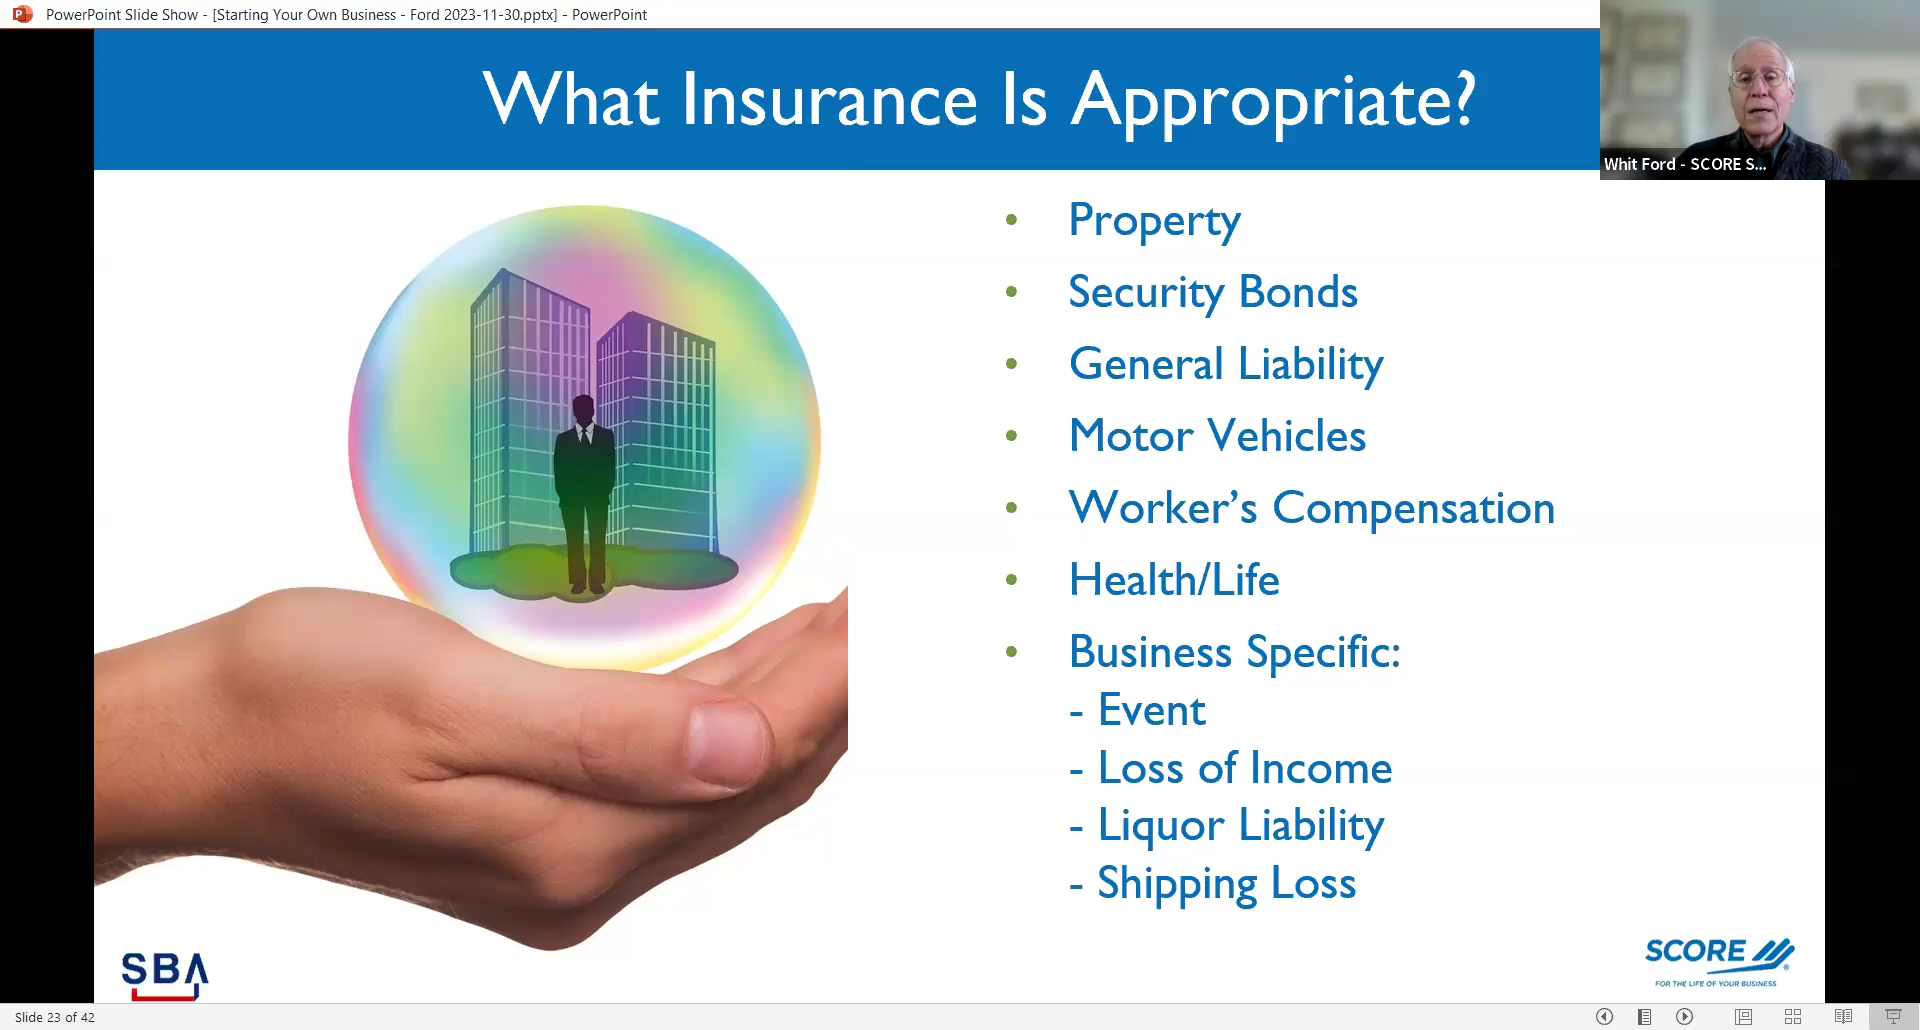 PowerPoint Slide Show - [Starting Your Own Business - Ford 2023-11-30.pptx] - PowerPoint
What Insurance Is Appropriate?
Whit Ford - SCORE S...
• Property
• Security Bonds
• General Liability
• Motor Vehicles
• Worker’s Compensation
• Health/Life
• Business Specific:
- Event
- Loss of Income
- Liquor Liability
- Shipping Loss
SBA
SCORE
FOR THE LIFE OF YOUR BUSINESS
Slide 23 of 42